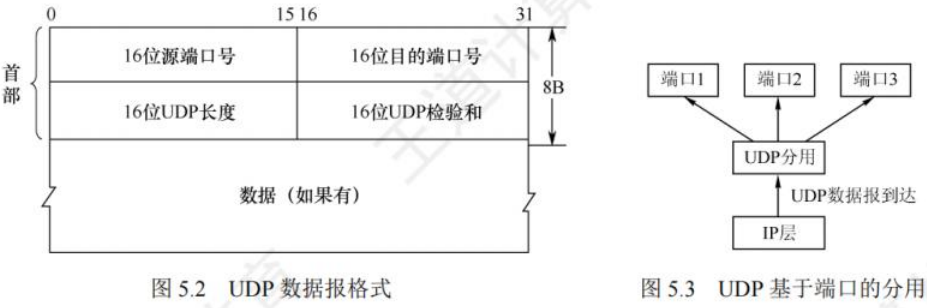 0 15 16 31
首部
16位源端口号 16位目的端口号
8B
16位UDP长度 16位UDP检验和
数据（如果有）
图 5.2 UDP 数据报格式
端口1 端口2 端口3
UDP分用
UDP数据报到达
IP层
图 5.3 UDP 基于端口的分用
王道计算